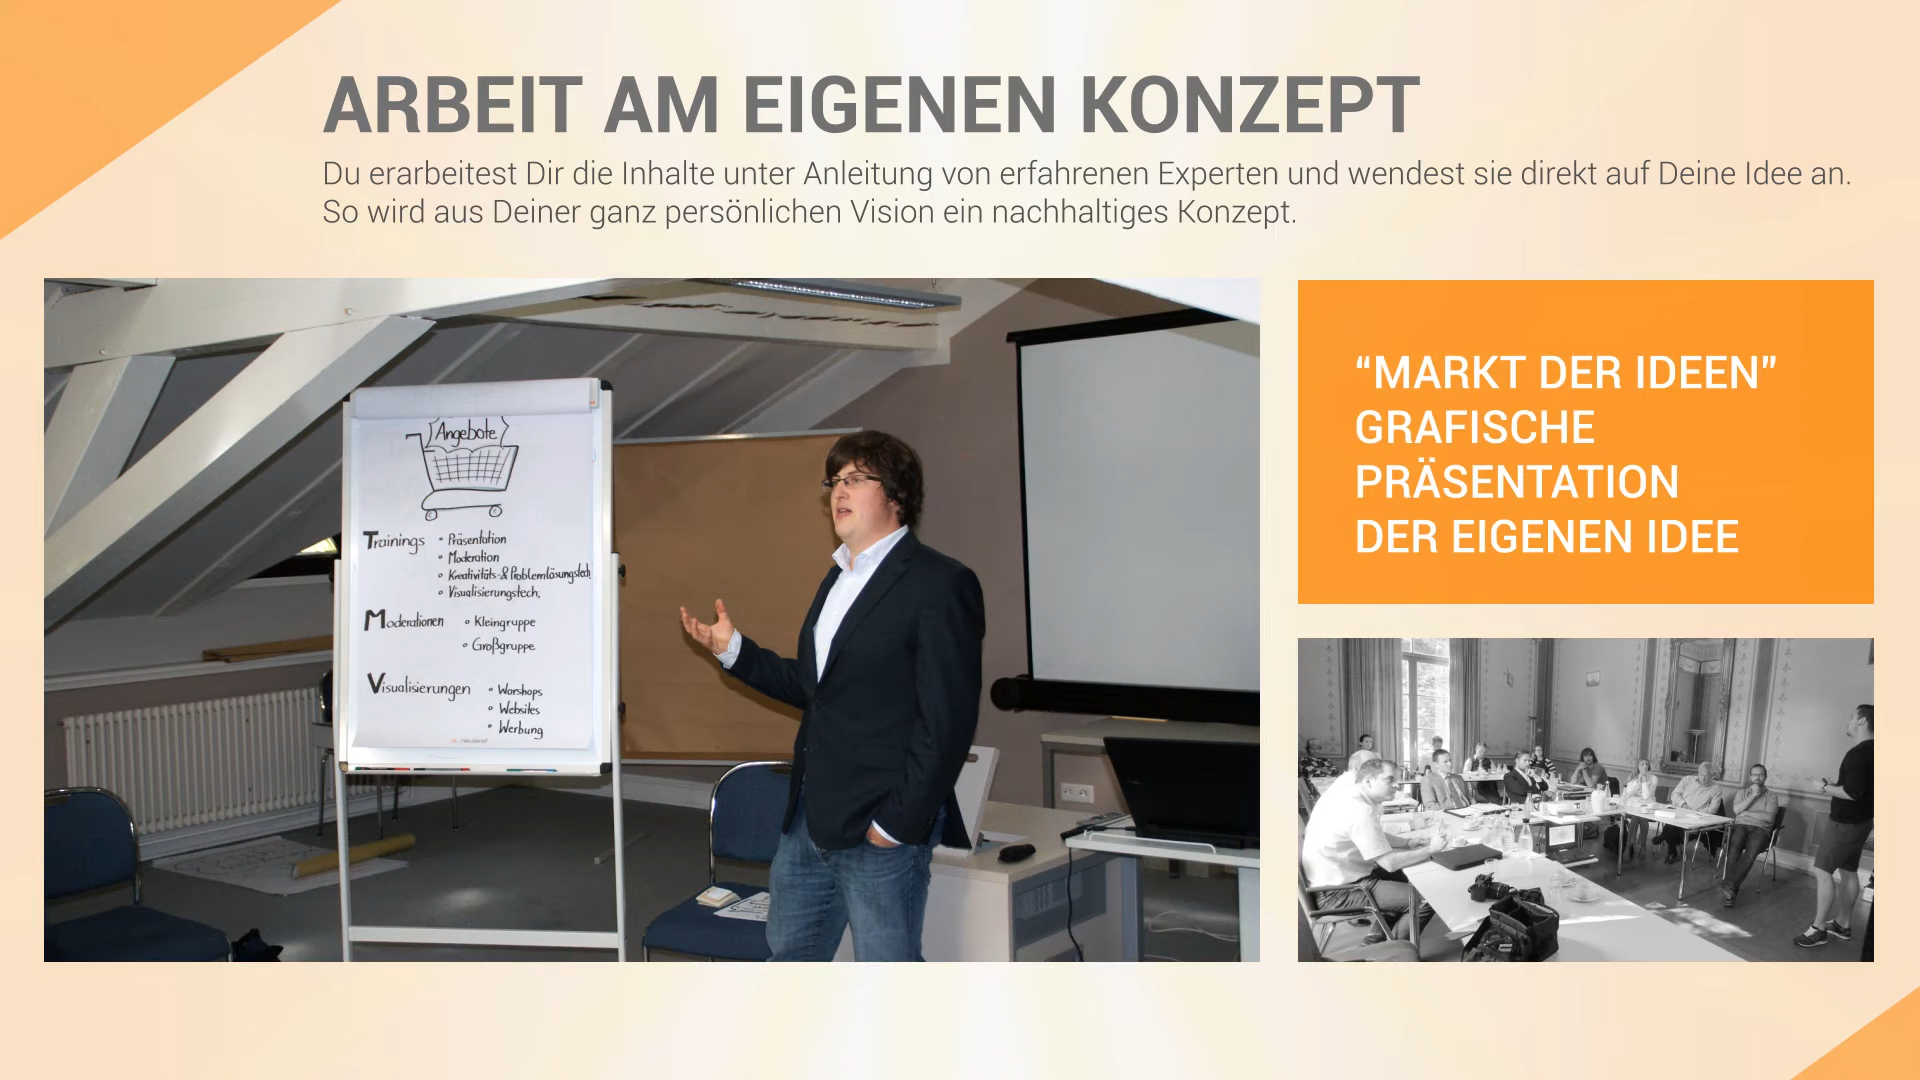 ARBEIT AM EIGENEN KONZEPT
Du erarbeitest Dir die Inhalte unter Anleitung von erfahrenen Experten und wendest sie direkt auf Deine Idee an.
So wird aus Deiner ganz persönlichen Vision ein nachhaltiges Konzept.
Angebote
Trainings
• Präsentation
• Moderation
• Kreativitäts-& Problemlösungstech.
• Visualisierungstech.
Moderationen
• Kleingruppe
• Großgruppe
Visualisierungen
• Worshops
• Websites
• Werbung
neuland
“MARKT DER IDEEN”
GRAFISCHE
PRÄSENTATION
DER EIGENEN IDEE